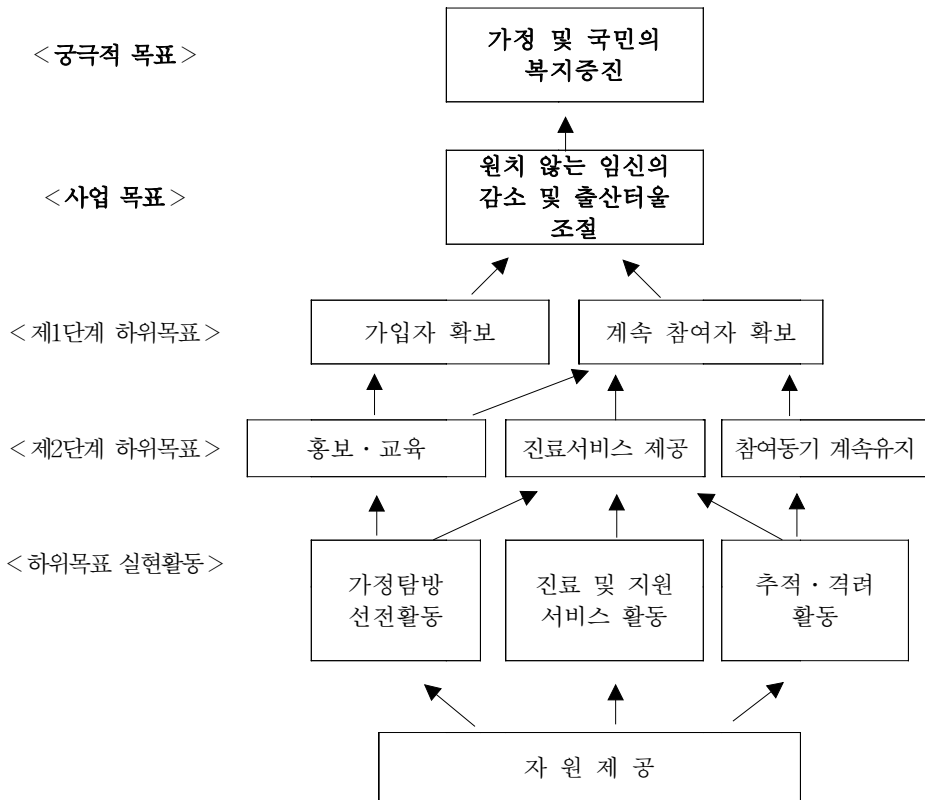 가정 및 국민의
<궁극적 목표>
복지증진
원치 않는 임신의
<사업 목표>
감소 및 출산터울
조절
<제1단계 하위목표>
가입자 확보
계속 참여자 확보
<제2단계 하위목표>
홍보·교육
진료서비스 제공
참여동기 계속유지
<하위목표 실현활동>
가정탐방
선전활동
진료 및 지원
서비스 활동
추적·격려
활동
자 원 제 공